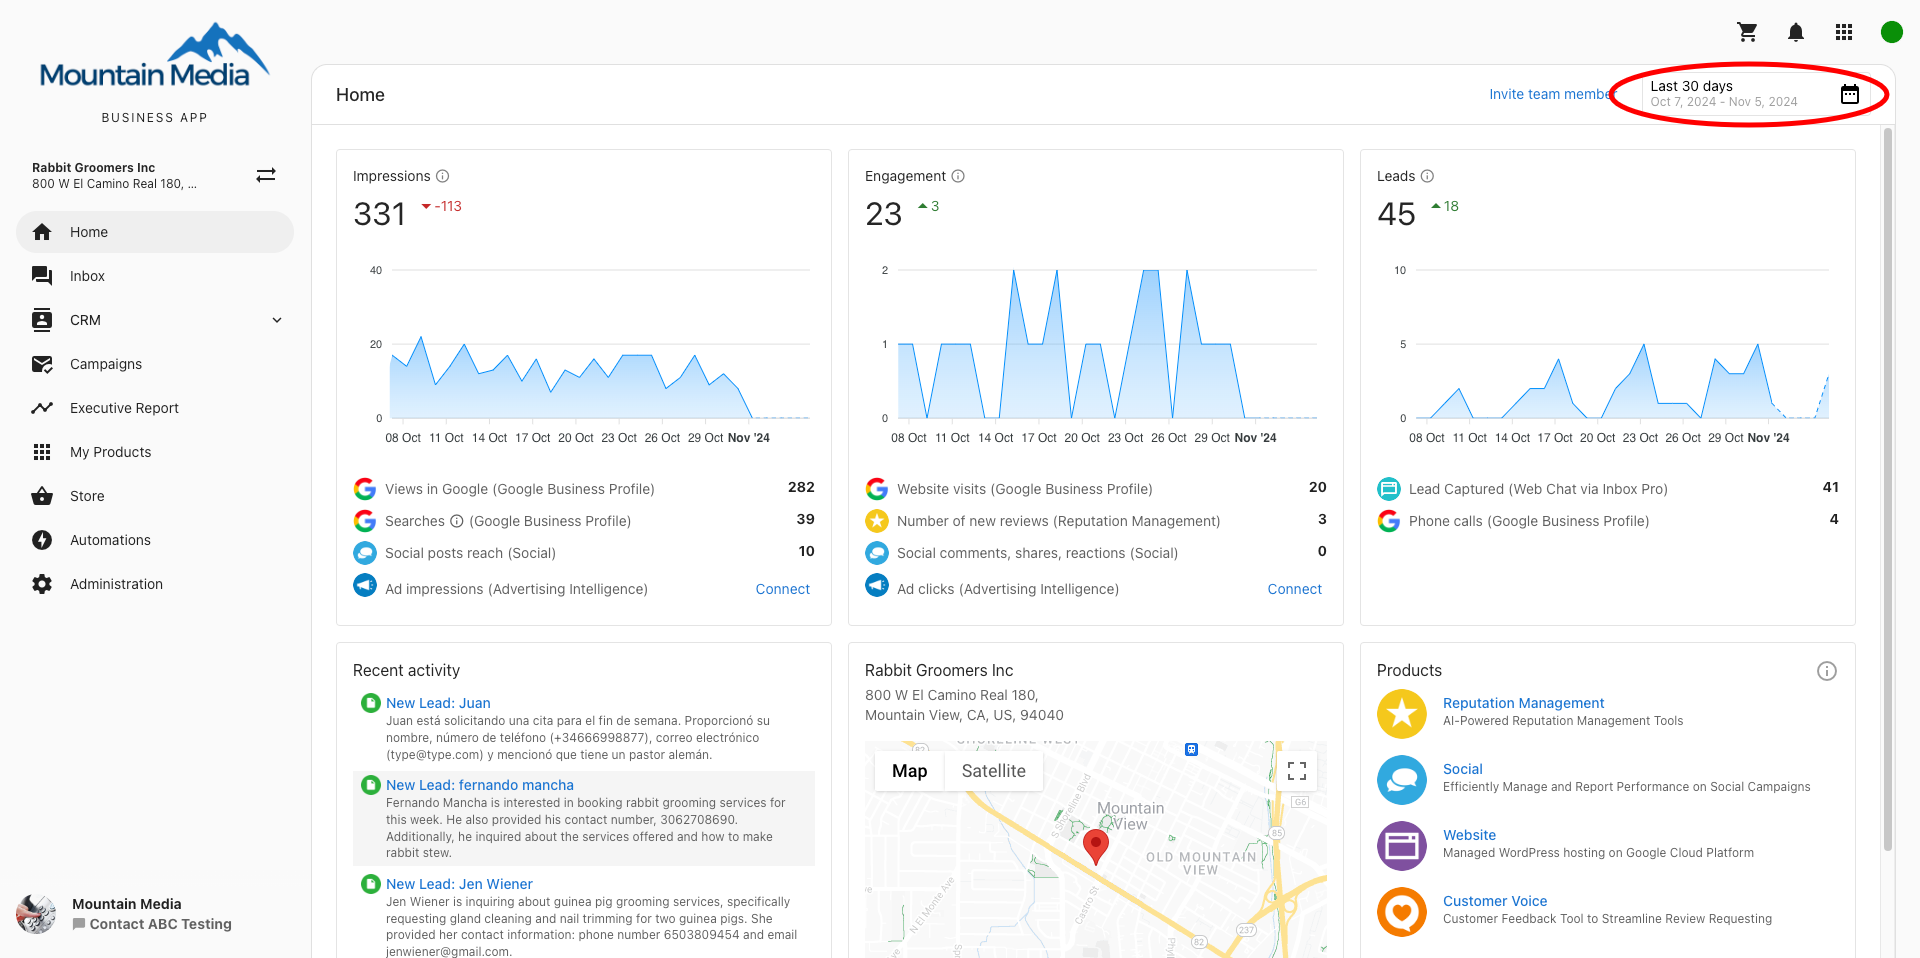 Mountain Media
BUSINESS APP
Rabbit Groomers Inc
800 W El Camino Real 180, ...
Home
Inbox
CRM
Campaigns
Executive Report
My Products
Store
Automations
Administration
Mountain Media
Contact ABC Testing
Home
Invite team member
Last 30 days
Oct 7, 2024 - Nov 5, 2024
Impressions
331
-113
40
20
0
08 Oct 11 Oct 14 Oct 17 Oct 20 Oct 23 Oct 26 Oct 29 Oct Nov '24
Views in Google (Google Business Profile) 282
Searches (Google Business Profile) 39
Social posts reach (Social) 10
Ad impressions (Advertising Intelligence) Connect
Engagement
23
3
2
1
0
08 Oct 11 Oct 14 Oct 17 Oct 20 Oct 23 Oct 26 Oct 29 Oct Nov '24
Website visits (Google Business Profile) 20
Number of new reviews (Reputation Management) 3
Social comments, shares, reactions (Social) 0
Ad clicks (Advertising Intelligence) Connect
Leads
45
18
10
5
0
08 Oct 11 Oct 14 Oct 17 Oct 20 Oct 23 Oct 26 Oct 29 Oct Nov '24
Lead Captured (Web Chat via Inbox Pro) 41
Phone calls (Google Business Profile) 4
Recent activity
New Lead: Juan
Juan está solicitando una cita para el fin de semana. Proporcionó su
nombre, número de teléfono (+34666998877), correo electrónico
(type@type.com) y mencionó que tiene un pastor alemán.
New Lead: fernando mancha
Fernando Mancha is interested in booking rabbit grooming services for
this week. He also provided his contact number, 3062708690.
Additionally, he inquired about the services offered and how to make
rabbit stew.
New Lead: Jen Wiener
Jen Wiener is inquiring about guinea pig grooming services, specifically
requesting gland cleaning and nail trimming for two guinea pigs. She
provided her contact information: phone number 6503809454 and email
jenwiener@gmail.com.
Rabbit Groomers Inc
800 W El Camino Real 180,
Mountain View, CA, US, 94040
SHORELINE WEST
82
Map
Satellite
G6
S Shoreline Blvd
Mountain
View
85
OLD MOUNTAIN
VIEW
N El Monte Ave
Castro St
237
82
Products
Reputation Management
AI-Powered Reputation Management Tools
Social
Efficiently Manage and Report Performance on Social Campaigns
Website
Managed WordPress hosting on Google Cloud Platform
Customer Voice
Customer Feedback Tool to Streamline Review Requesting